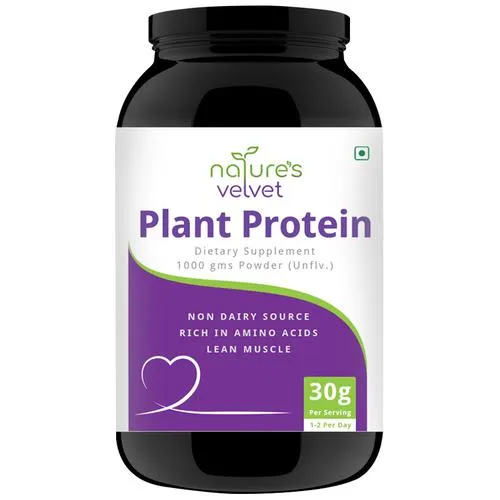 nature's
velvet
Plant Protein
Dietary Supplement
1000 gms Powder (Unflv.)
NON DAIRY SOURCE
RICH IN AMINO ACIDS
LEAN MUSCLE
30g
Per Serving
1-2 Per Day